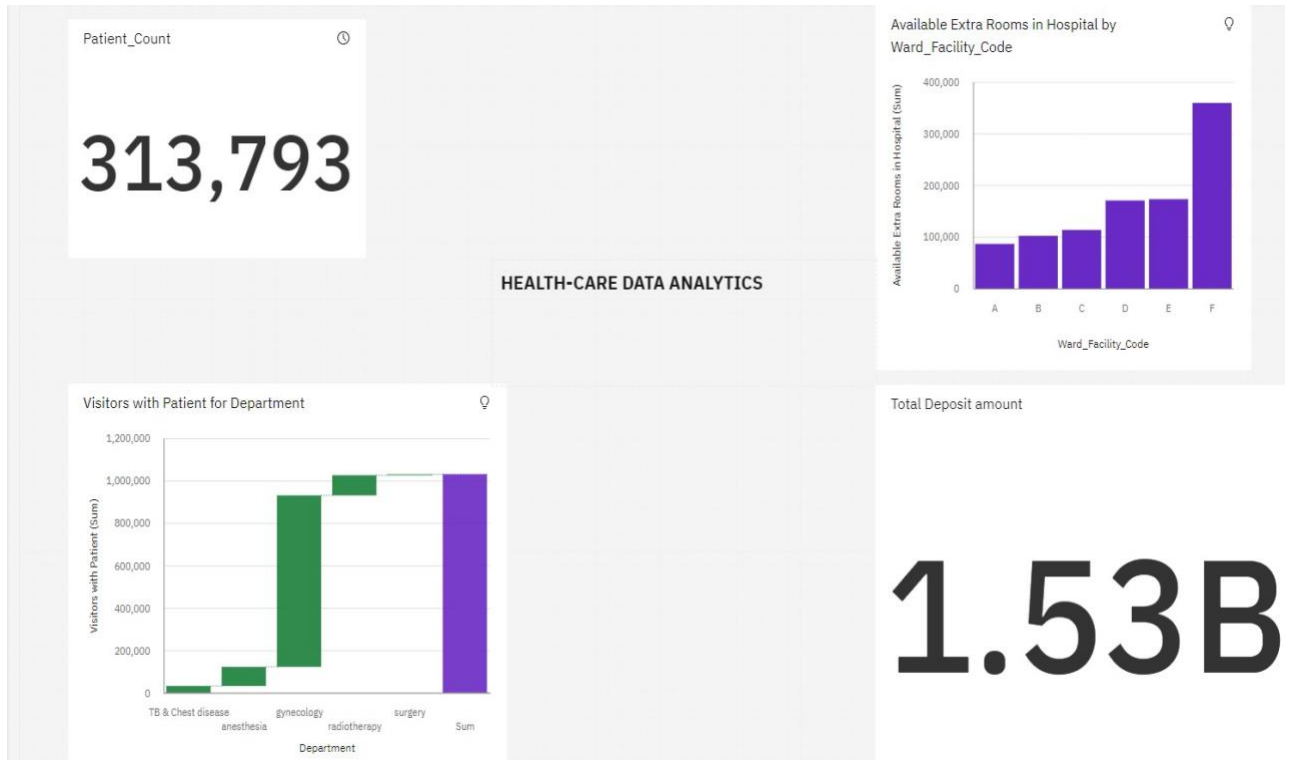 Patient_Count
313,793
Available Extra Rooms in Hospital by
Ward_Facility_Code
Available Extra Rooms in Hospital (Sum)
400,000
300,000
200,000
100,000
0
A B C D E F
Ward_Facility_Code
HEALTH-CARE DATA ANALYTICS
Visitors with Patient for Department
Visitors with Patient (Sum)
1,200,000
1,000,000
800,000
600,000
400,000
200,000
0
TB & Chest disease gynecology surgery
anesthesia radiotherapy Sum
Department
Total Deposit amount
1.53B